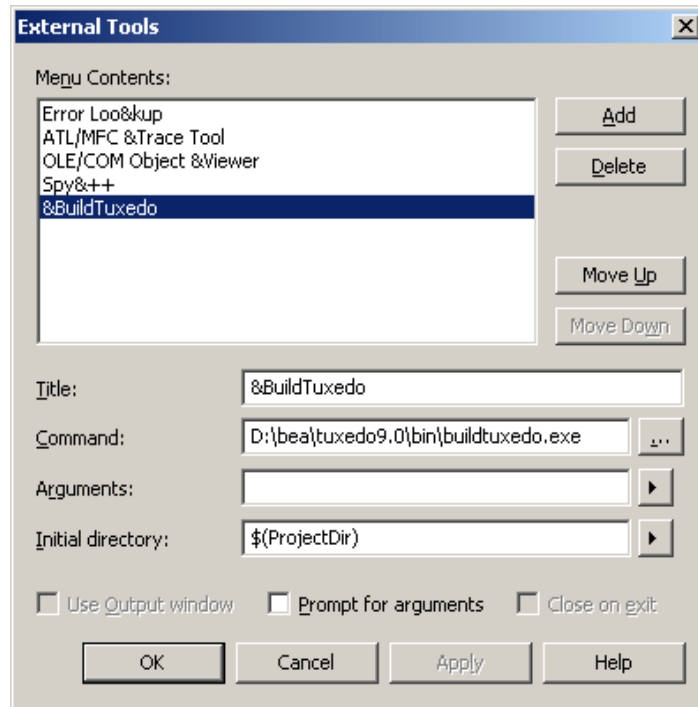 External Tools
Menu Contents:
Error Loo&kup
ATL/MFC &Trace Tool
OLE/COM Object &Viewer
Spy&++
&BuildTuxedo
Add
Delete
Move Up
Move Down
Title: &BuildTuxedo
Command: D:\bea\tuxedo9.0\bin\buildtuxedo.exe ...
Arguments:
Initial directory: $(ProjectDir)
Use Output window Prompt for arguments Close on exit
OK Cancel Apply Help